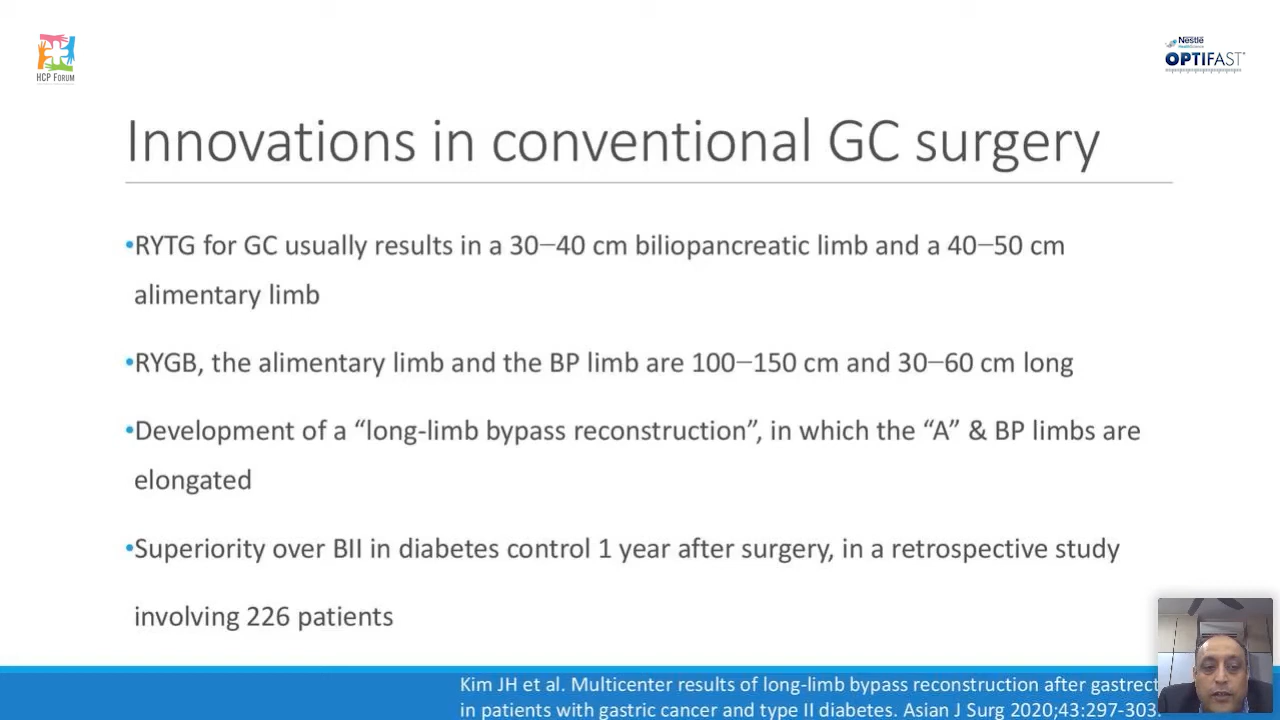 HCP FORUM
Nestlé
HealthScience
OPTIFAST
Innovations in conventional GC surgery
•RYTG for GC usually results in a 30−40 cm biliopancreatic limb and a 40−50 cm
alimentary limb
•RYGB, the alimentary limb and the BP limb are 100−150 cm and 30−60 cm long
•Development of a “long-limb bypass reconstruction”, in which the “A” & BP limbs are
elongated
•Superiority over BII in diabetes control 1 year after surgery, in a retrospective study
involving 226 patients
Kim JH et al. Multicenter results of long-limb bypass reconstruction after gastrect
in patients with gastric cancer and type II diabetes. Asian J Surg 2020;43:297-303